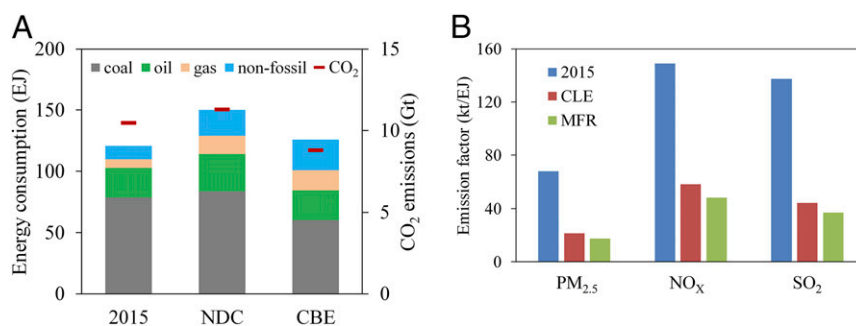 A
coal oil gas non-fossil CO₂
Energy consumption (EJ)
200
150
100
50
0
CO₂ emissions (Gt)
15
10
5
0
2015 NDC CBE
B
2015
CLE
MFR
Emission factor (kt/EJ)
160
120
80
40
0
PM₂.₅ NOₓ SO₂